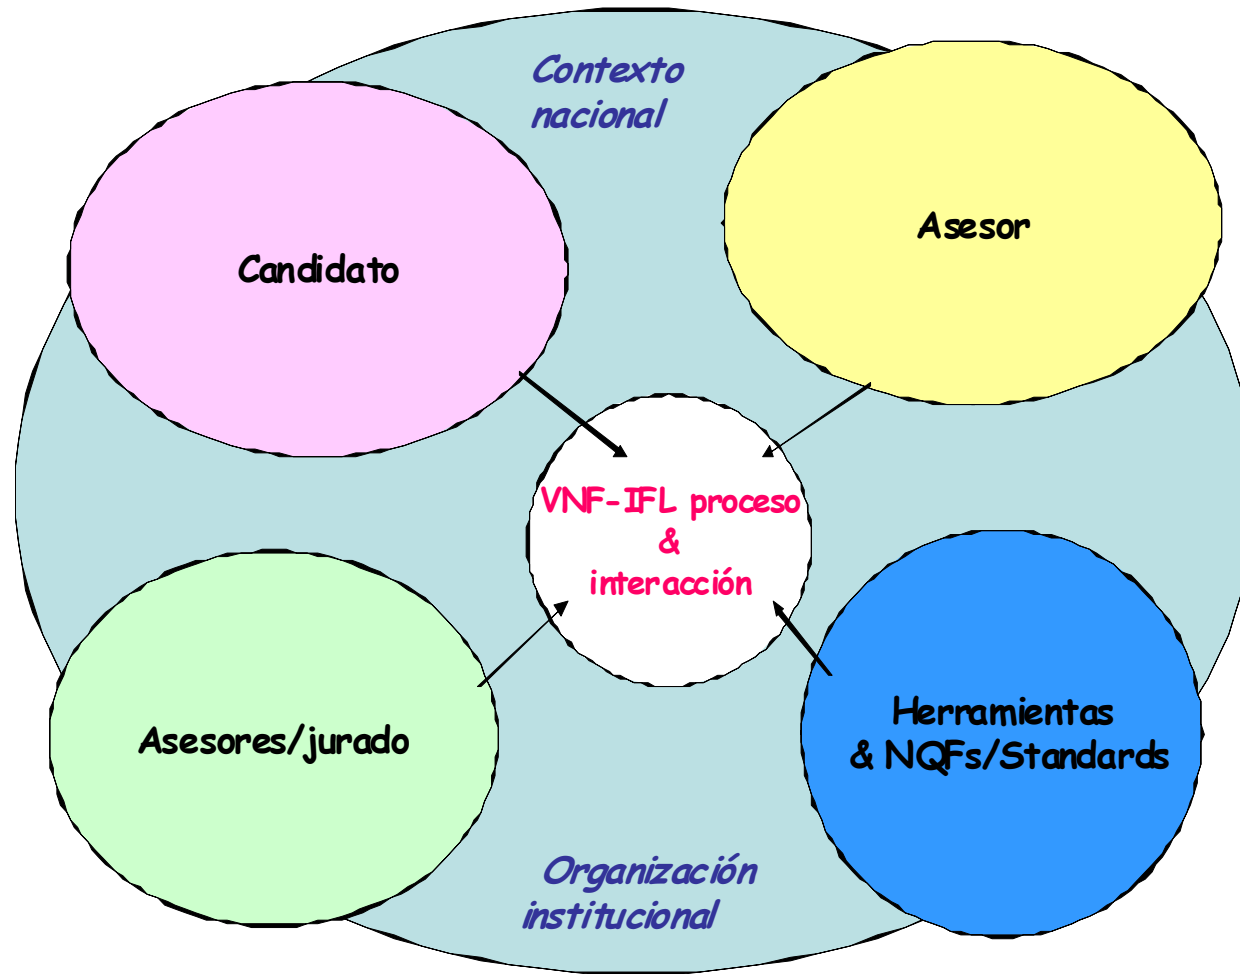 Contexto
nacional
Asesor
Candidato
VNF-IFL proceso
&
interacción
Asesores/jurado
Herramientas
& NQFs/Standards
Organización
institucional